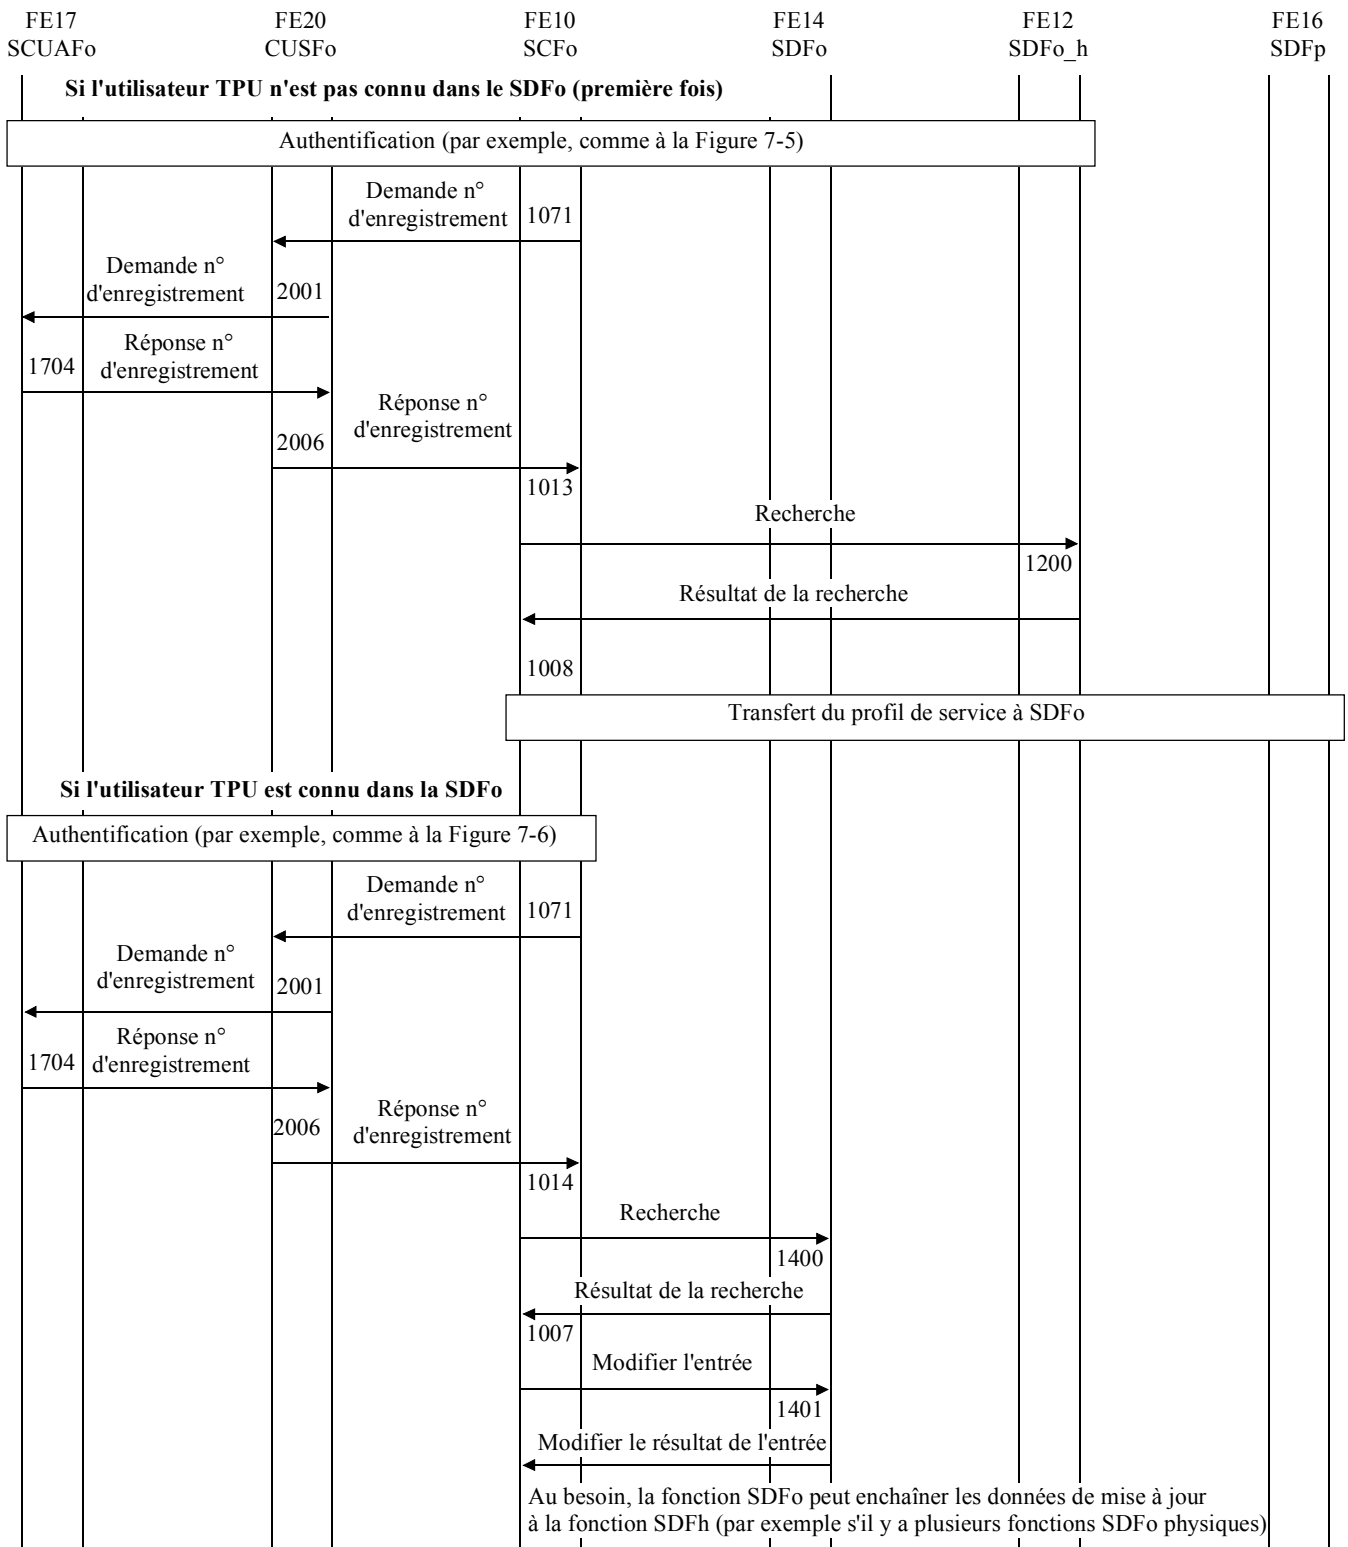 FE17 FE20 FE10 FE14 FE12 FE16
SCUAFo CUSFo SCFo SDFo SDFo_h SDFp
Si l'utilisateur TPU n'est pas connu dans le SDFo (première fois)
Authentification (par exemple, comme à la Figure 7-5)
Demande n°
d'enregistrement 1071
Demande n°
d'enregistrement 2001
Réponse n°
1704 d'enregistrement
Réponse n°
d'enregistrement
2006
1013
Recherche
1200
Résultat de la recherche
1008
Transfert du profil de service à SDFo
Si l'utilisateur TPU est connu dans la SDFo
Authentification (par exemple, comme à la Figure 7-6)
Demande n°
d'enregistrement 1071
Demande n°
d'enregistrement 2001
Réponse n°
1704 d'enregistrement
Réponse n°
2006 d'enregistrement
1014
Recherche
1400
Résultat de la recherche
1007
Modifier l'entrée
1401
Modifier le résultat de l'entrée
Au besoin, la fonction SDFo peut enchaîner les données de mise à jour
à la fonction SDFh (par exemple s'il y a plusieurs fonctions SDFo physiques)